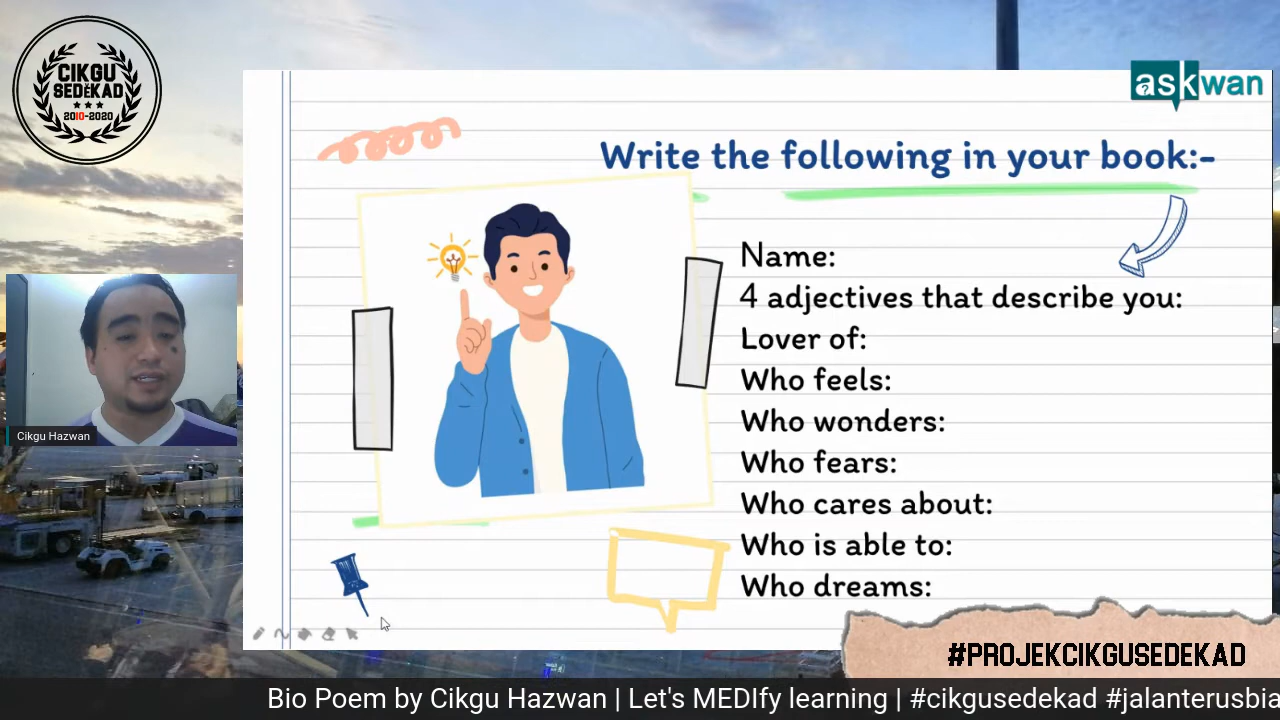 CIKGU
SEDĚKAD
2010-2020
askwan
Write the following in your book:-
Name:
4 adjectives that describe you:
Lover of:
Who feels:
Who wonders:
Who fears:
Who cares about:
Who is able to:
Who dreams:
Cikgu Hazwan
#PROJEKCIKGUSEDEKAD
Bio Poem by Cikgu Hazwan | Let's MEDIfy learning | #cikgusedekad #jalanterusbia